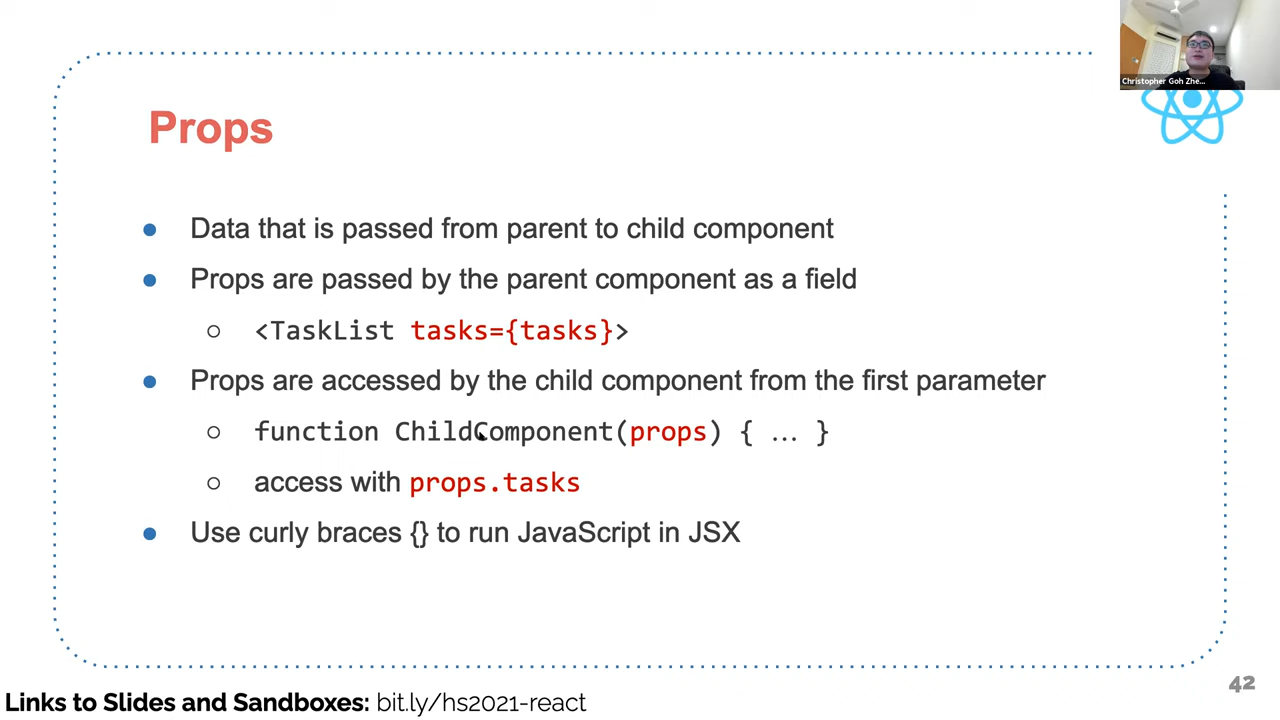 Christopher Goh Zhe...
Props
● Data that is passed from parent to child component
● Props are passed by the parent component as a field
○ <TaskList tasks={tasks}>
● Props are accessed by the child component from the first parameter
○ function ChildComponent(props) { … }
○ access with props.tasks
● Use curly braces {} to run JavaScript in JSX
42
Links to Slides and Sandboxes: bit.ly/hs2021-react